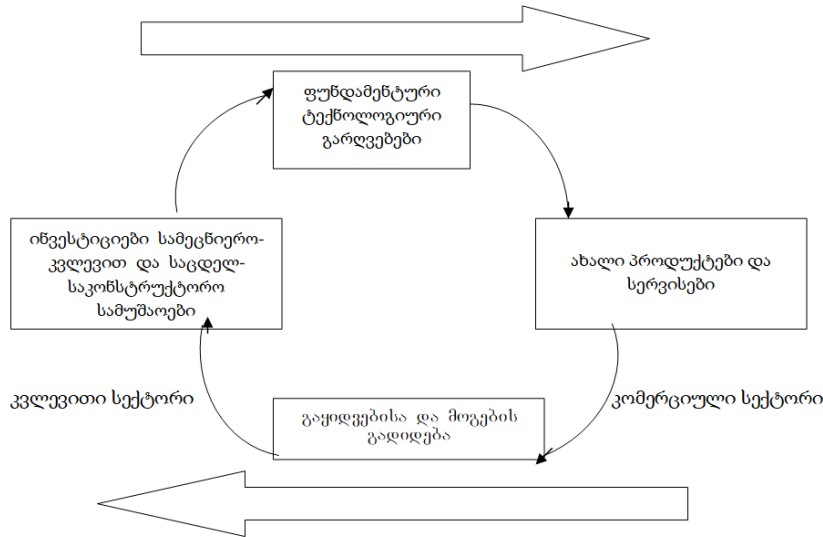 ფუნდამენტური
ტექნოლოგიური
გარღვებები
ინვესტიციები სამეცნიერო-
კვლევით და საცდელ-
საკონსტრუქტორო
სამუშაოები
ახალი პროდუქტები და
სერვისები
კვლევითი სექტორი
გაყიდვებისა და მოგების
გადიდება
კომერციული სექტორი